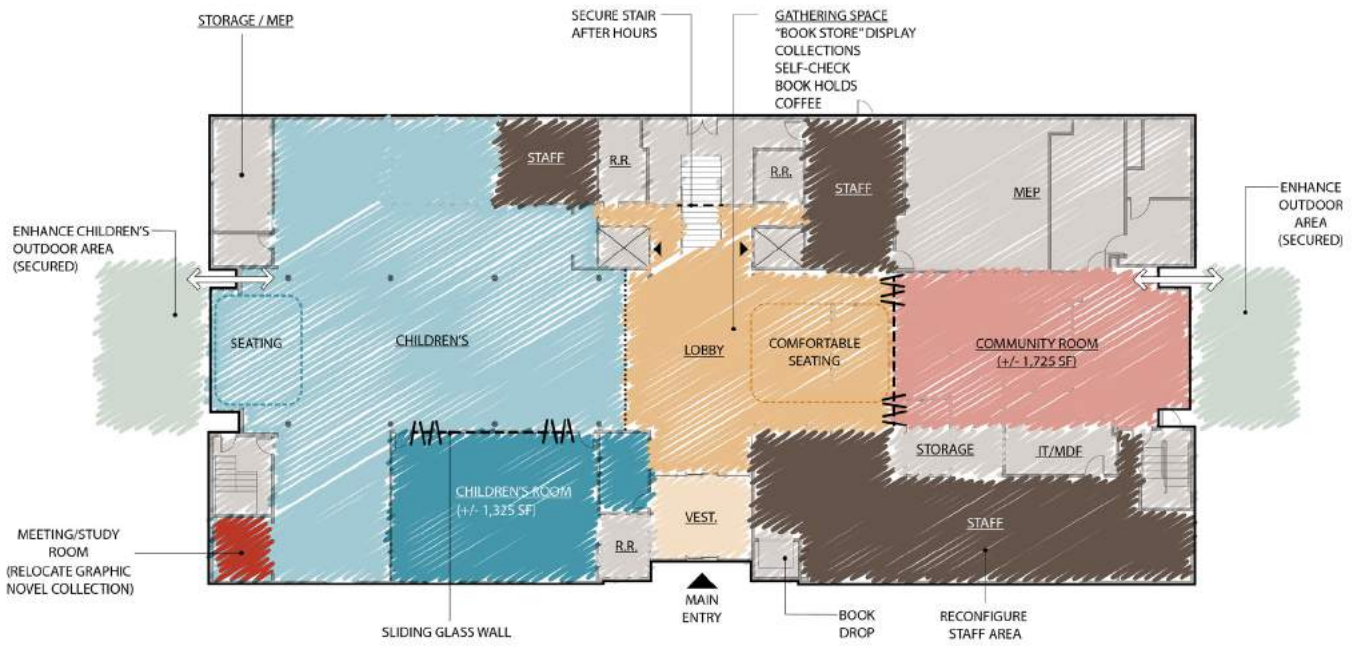 STORAGE / MEP
SECURE STAIR
AFTER HOURS
GATHERING SPACE
"BOOK STORE" DISPLAY
COLLECTIONS
SELF-CHECK
BOOK HOLDS
COFFEE
STAFF
R.R.
R.R.
STAFF
MEP
ENHANCE CHILDREN'S
OUTDOOR AREA
(SECURED)
ENHANCE
OUTDOOR
AREA
(SECURED)
SEATING
CHILDREN'S
LOBBY
COMFORTABLE
SEATING
COMMUNITY ROOM
(+/- 1,725 SF)
STORAGE
IT/MDF
CHILDREN'S ROOM
(+/- 1,325 SF)
VEST.
STAFF
R.R.
MEETING/STUDY
ROOM
(RELOCATE GRAPHIC
NOVEL COLLECTION)
SLIDING GLASS WALL
MAIN
ENTRY
BOOK
DROP
RECONFIGURE
STAFF AREA